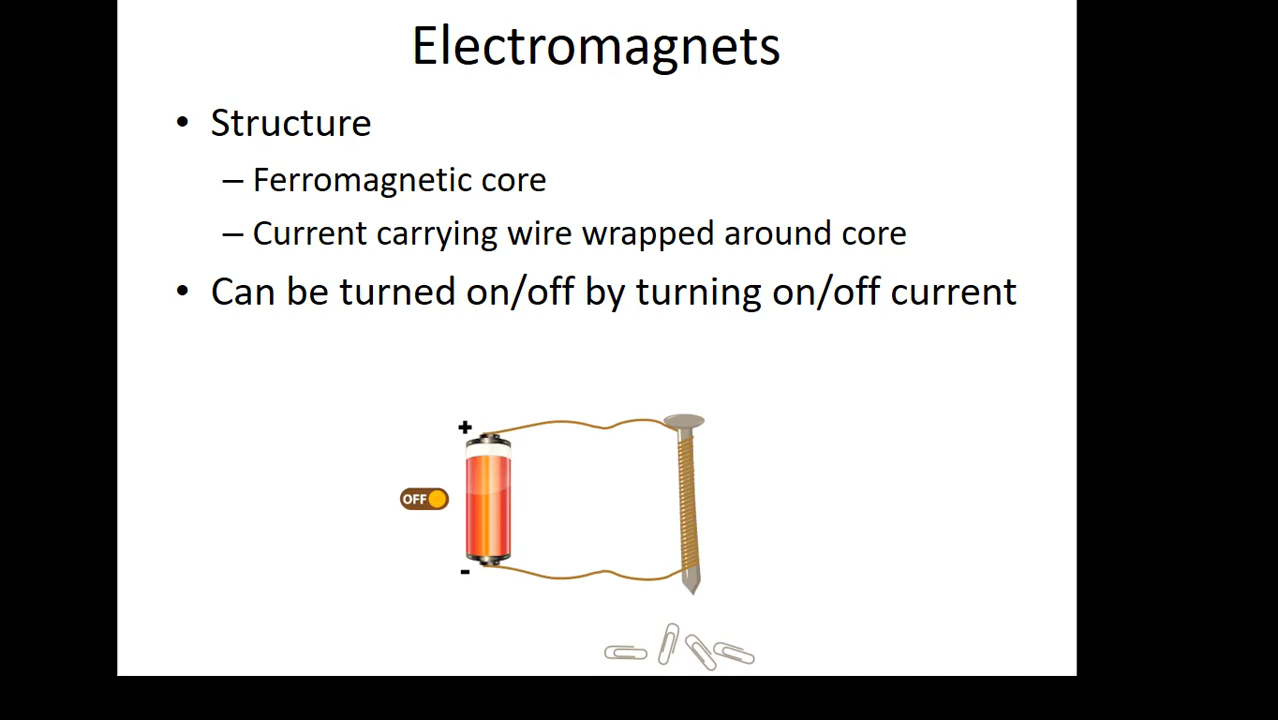 Electromagnets
• Structure
– Ferromagnetic core
– Current carrying wire wrapped around core
• Can be turned on/off by turning on/off current
+
OFF
-